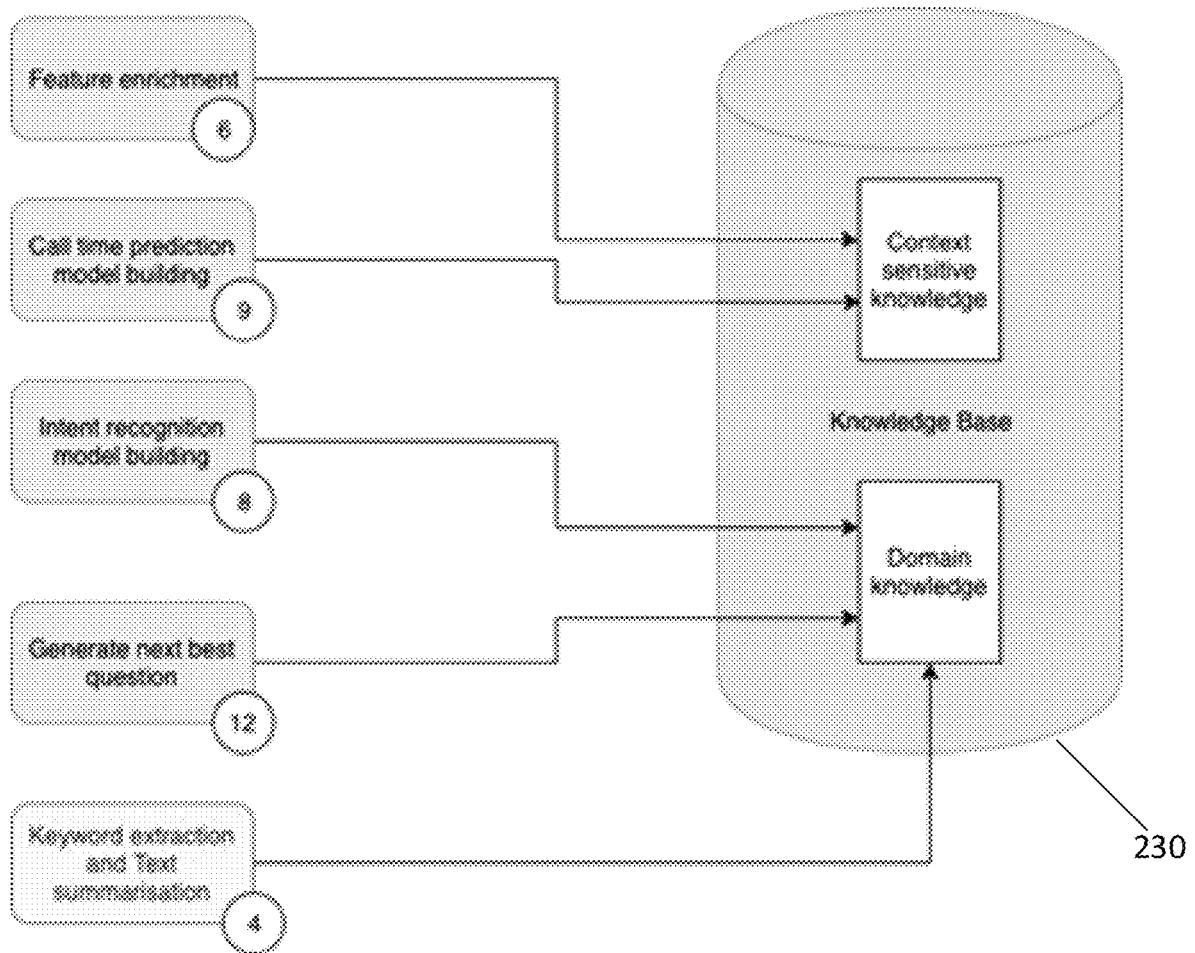 Feature enrichment
6
Call time prediction
model building
9
Intent recognition
model building
8
Generate next best
question
12
Keyword extraction
and Text
summarisation
4
Context
sensitive
knowledge
Knowledge Base
Domain
knowledge
230